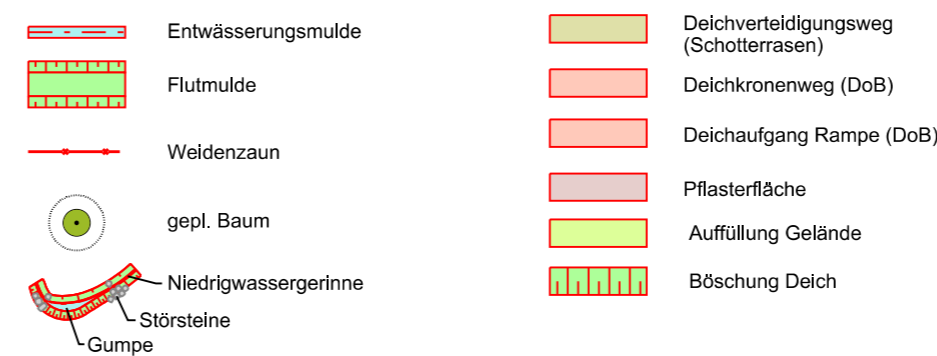 Entwässerungsmulde
Flutmulde
Weidenzaun
gepl. Baum
Niedrigwassergerinne
Störsteine
Gumpe
Deichverteidigungsweg
(Schotterrasen)
Deichkronenweg (DoB)
Deichaufgang Rampe (DoB)
Pflasterfläche
Auffüllung Gelände
Böschung Deich